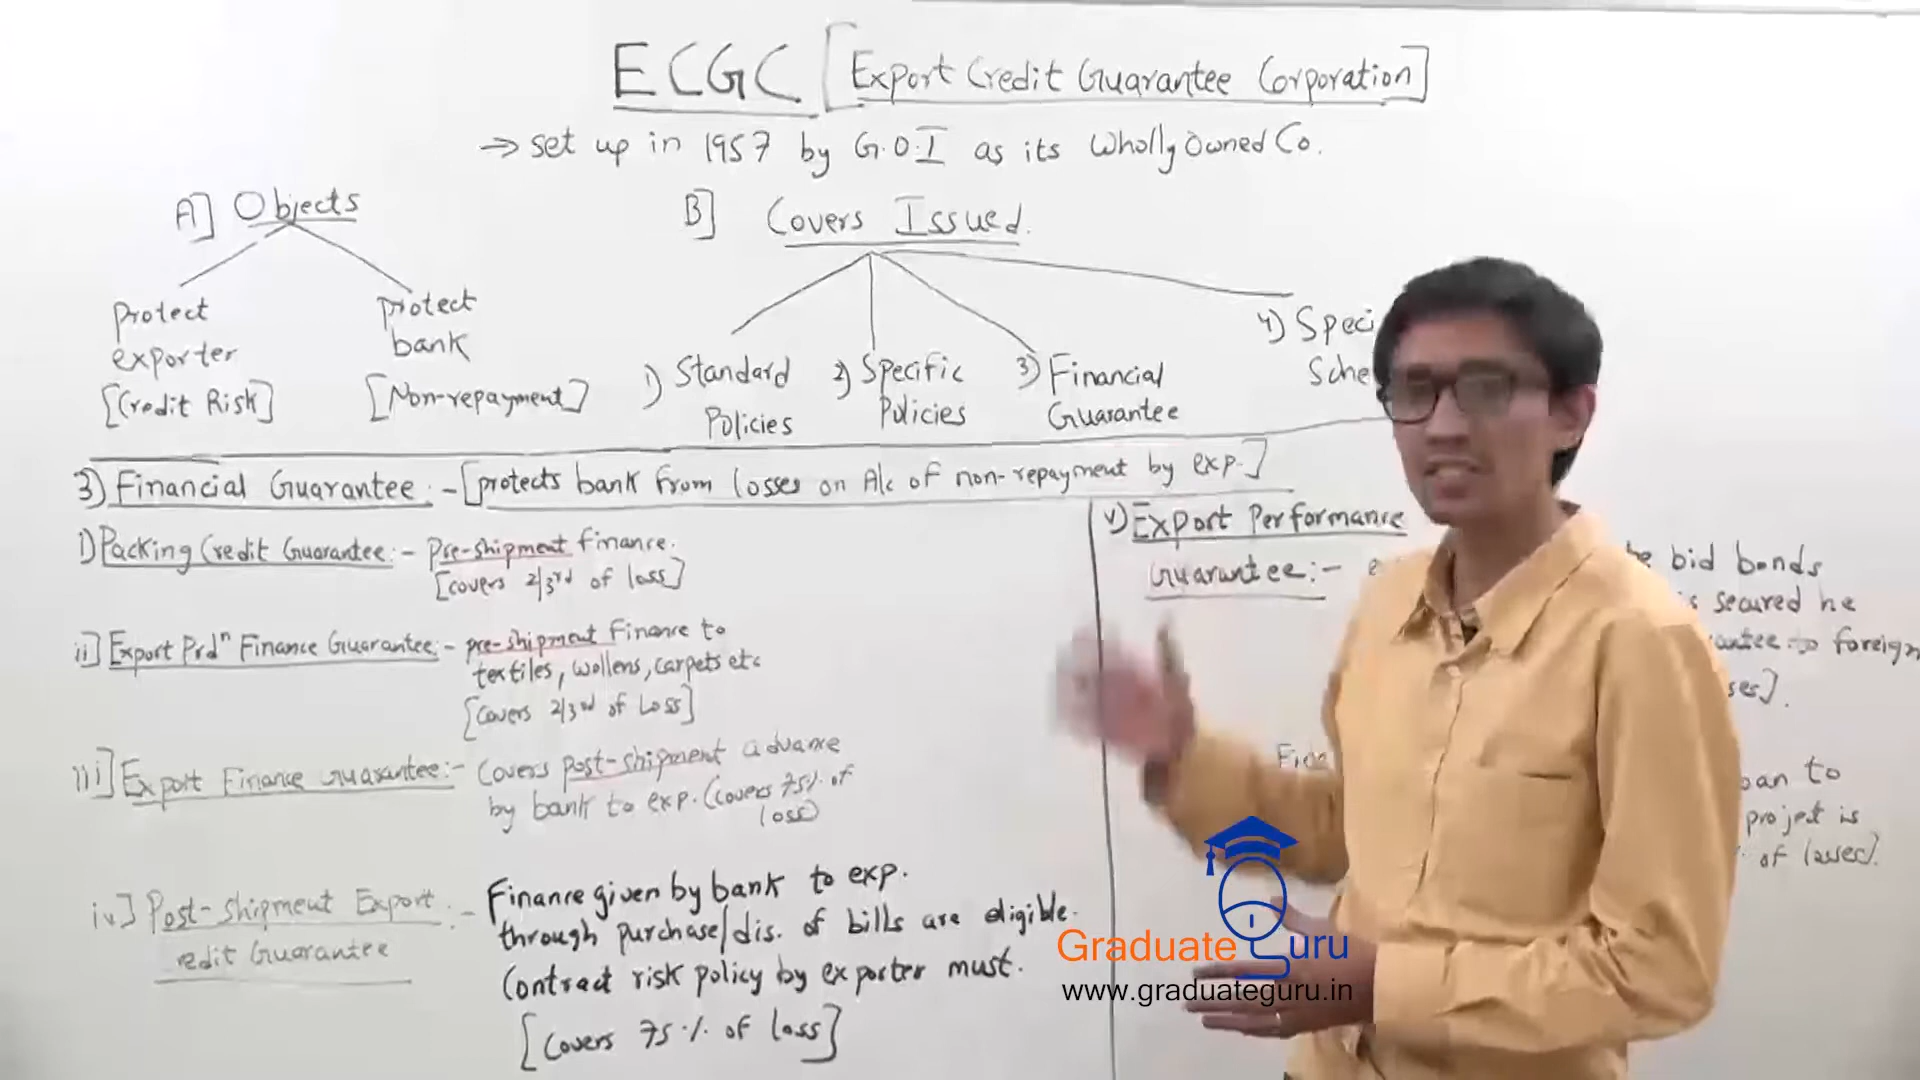 ECGC [Export Credit Guarantee Corporation]
→ set up in 1957 by G.O.I as its Wholly Owned Co.
A] Objects
protect exporter
[Credit Risk]
protect bank
[Non-repayment]
B] Covers Issued.
1) Standard Policies
2) Specific Policies
3) Financial Guarantee
4) Speci
Sche
3) Financial Guarantee. - [protects bank from losses on A/c of non-repayment by exp.]
i) Packing Credit Guarantee:- Pre-shipment finance.
[covers 2/3rd of loss]
ii] Export Prdn Finance Guarantee:- pre-shipment Finance to
textiles, wollens, carpets etc
[covers 2/3rd of Loss]
iii] Export Finance Guarantee:- Covers post-shipment advance
by bank to exp. (covers 75% of
loss)
iv] Post-shipment Export
redit Guarantee
- Finance given by bank to exp.
through purchase/dis. of bills are eligible.
Contract risk policy by exporter must.
[covers 75% of loss]
v) Export Performance
Guarantee:-
bid bonds
is secured he
antee to foreign
ses].
oan to
projet is
of losses].
Graduate Guru
www.graduateguru.in